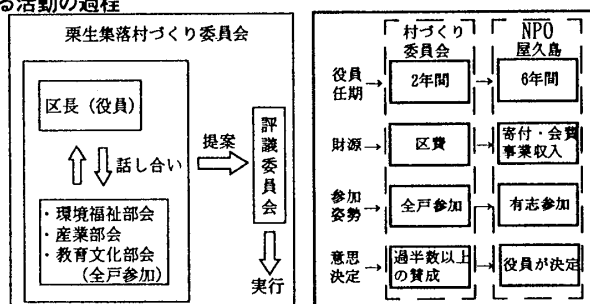 る活動の過程
栗生集落村づくり委員会
区長(役員)
話し合い
・環境福祉部会
・産業部会
・教育文化部会
(全戸参加)
提案
評議委員会
実行
村づくり
委員会
NPO
屋久島
役員
任期
2年間
6年間
財源
区費
寄付・会費
事業収入
参加
姿勢
全戸参加
有志参加
意思
決定
過半数以上
の賛成
役員が決定